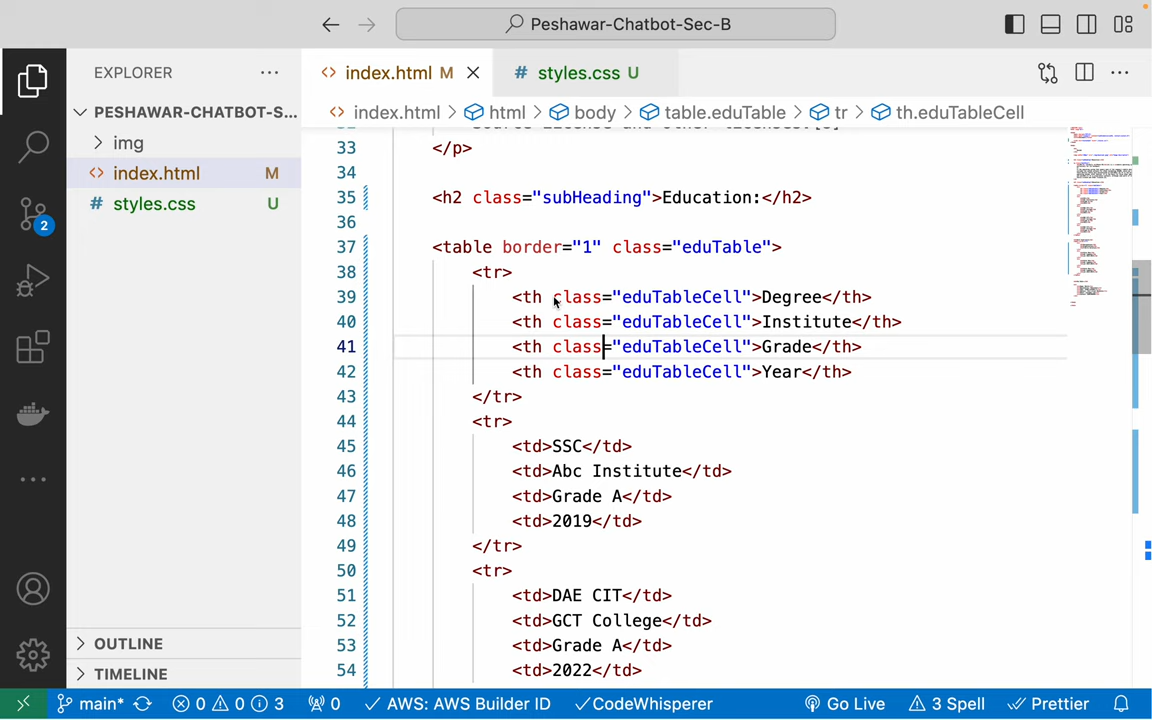 Peshawar-Chatbot-Sec-B
EXPLORER
PESHAWAR-CHATBOT-S...
img
index.html M
styles.css U
OUTLINE
TIMELINE
index.html M
styles.css U
index.html > html > body > table.eduTable > tr > th.eduTableCell
33 </p>
34
35 <h2 class="subHeading">Education:</h2>
36
37 <table border="1" class="eduTable">
38 <tr>
39 <th class="eduTableCell">Degree</th>
40 <th class="eduTableCell">Institute</th>
41 <th class="eduTableCell">Grade</th>
42 <th class="eduTableCell">Year</th>
43 </tr>
44 <tr>
45 <td>SSC</td>
46 <td>Abc Institute</td>
47 <td>Grade A</td>
48 <td>2019</td>
49 </tr>
50 <tr>
51 <td>DAE CIT</td>
52 <td>GCT College</td>
53 <td>Grade A</td>
54 <td>2022</td>
2
main* 0 0 3 0 AWS: AWS Builder ID CodeWhisperer Go Live 3 Spell Prettier